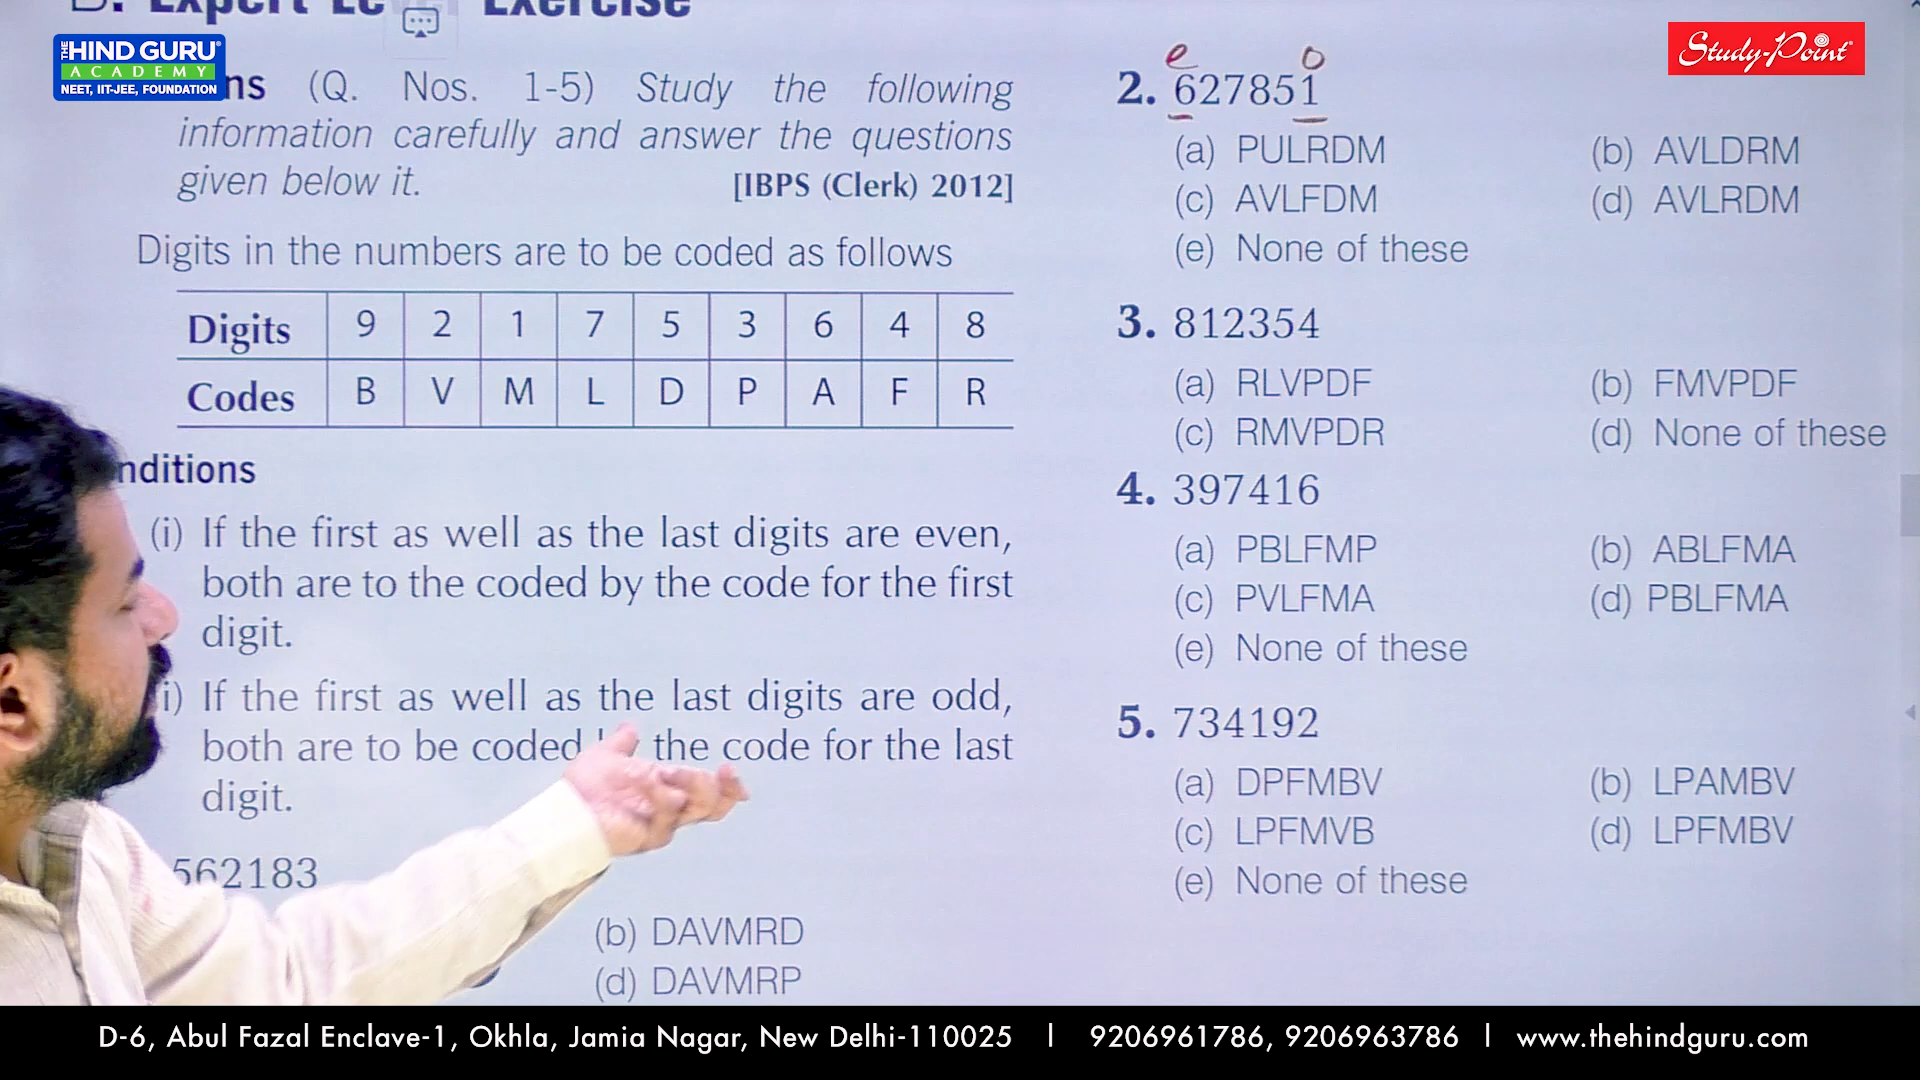 B. Expert Le Exercise
THE HIND GURU
ACADEMY
NEET, IIT-JEE, FOUNDATION
Study-Point
ns (Q. Nos. 1-5) Study the following
information carefully and answer the questions
given below it. [IBPS (Clerk) 2012]
Digits in the numbers are to be coded as follows
Digits 9 2 1 7 5 3 6 4 8
Codes B V M L D P A F R
nditions
(i) If the first as well as the last digits are even,
both are to the coded by the code for the first
digit.
i) If the first as well as the last digits are odd,
both are to be coded the code for the last
digit.
562183
(b) DAVMRD
(d) DAVMRP
e o
2. 627851
(a) PULRDM (b) AVLDRM
(c) AVLFDM (d) AVLRDM
(e) None of these
3. 812354
(a) RLVPDF (b) FMVPDF
(c) RMVPDR (d) None of these
4. 397416
(a) PBLFMP (b) ABLFMA
(c) PVLFMA (d) PBLFMA
(e) None of these
5. 734192
(a) DPFMBV (b) LPAMBV
(c) LPFMVB (d) LPFMBV
(e) None of these
D-6, Abul Fazal Enclave-1, Okhla, Jamia Nagar, New Delhi-110025 | 9206961786, 9206963786 | www.thehindguru.com